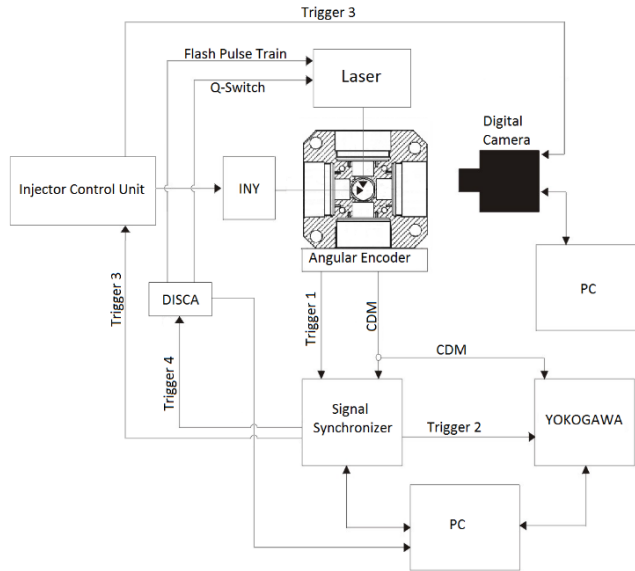 Trigger 3
Flash Pulse Train
Laser
Q-Switch
Digital
Camera
Injector Control Unit
INY
Angular Encoder
PC
Trigger 3
DISCA
Trigger 1
CDM
CDM
Trigger 4
Signal
Synchronizer
Trigger 2
YOKOGAWA
PC